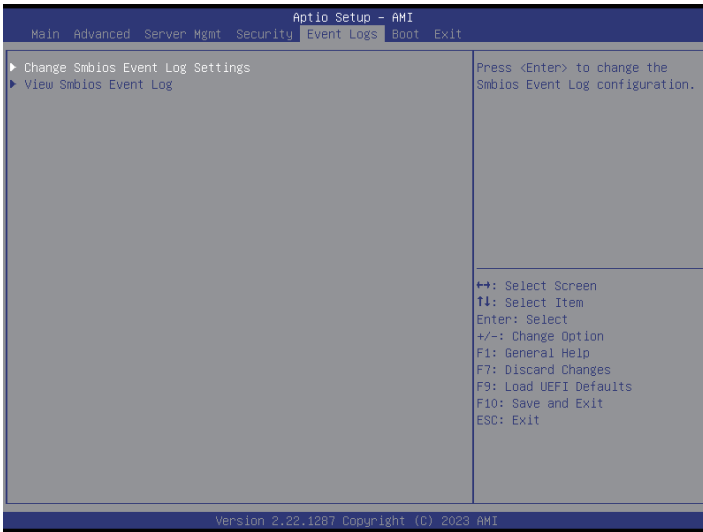 Aptio Setup – AMI
Main Advanced Server Mgmt Security Event Logs Boot Exit
▶ Change Smbios Event Log Settings
▶ View Smbios Event Log
Press <Enter> to change the
Smbios Event Log configuration.
↔: Select Screen
↑↓: Select Item
Enter: Select
+/-: Change Option
F1: General Help
F7: Discard Changes
F9: Load UEFI Defaults
F10: Save and Exit
ESC: Exit
Version 2.22.1287 Copyright (C) 2023 AMI